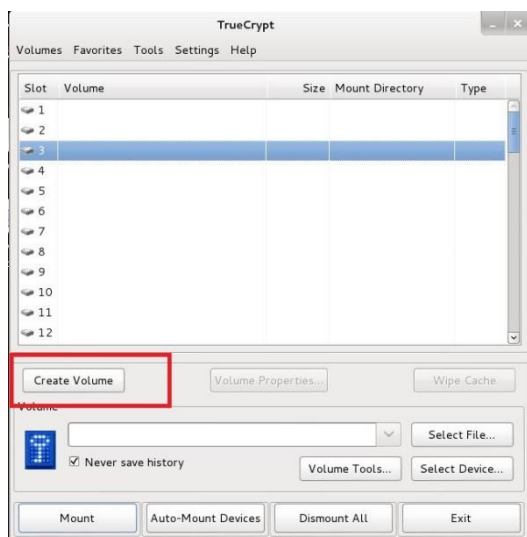 TrueCrypt
Volumes Favorites Tools Settings Help
Slot Volume Size Mount Directory Type
1
2
3
4
5
6
7
8
9
10
11
12
Create Volume Volume Properties... Wipe Cache
Volume
Select File...
Never save history Volume Tools... Select Device...
Mount Auto-Mount Devices Dismount All Exit